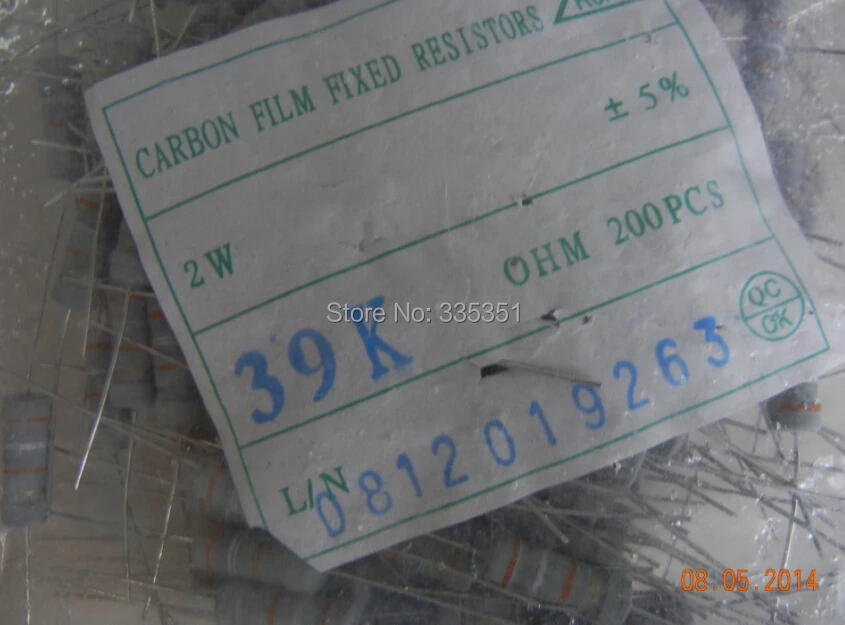 CARBON FILM FIXED RESISTORS
± 5%
2W
OHM 200PCS
39K
QC
OK
L/N 0812019263
Store No: 335351
08.05.2014